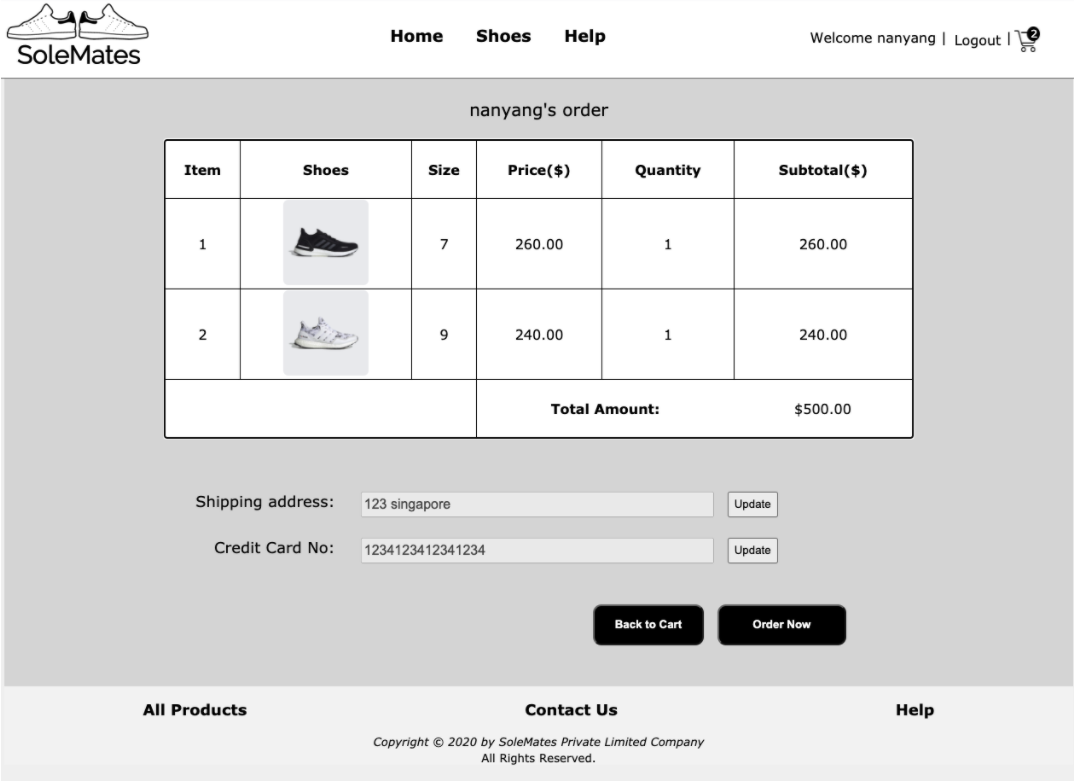 Home Shoes Help
Welcome nanyang | Logout | 2
SoleMates
nanyang's order
Item Shoes Size Price($) Quantity Subtotal($)
1 7 260.00 1 260.00
2 9 240.00 1 240.00
Total Amount: $500.00
Shipping address: 123 singapore Update
Credit Card No: 1234123412341234 Update
Back to Cart Order Now
All Products Contact Us Help
Copyright © 2020 by SoleMates Private Limited Company
All Rights Reserved.